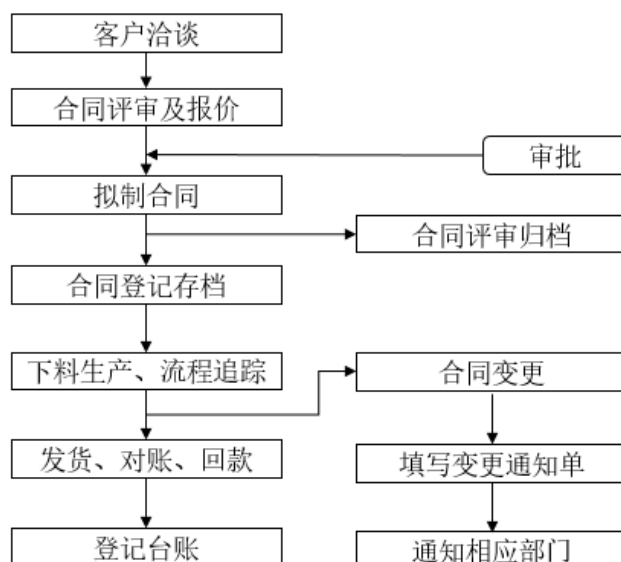 客户洽谈
合同评审及报价
审批
拟制合同
合同评审归档
合同登记存档
下料生产、流程追踪
合同变更
发货、对账、回款
填写变更通知单
登记台账
通知相应部门